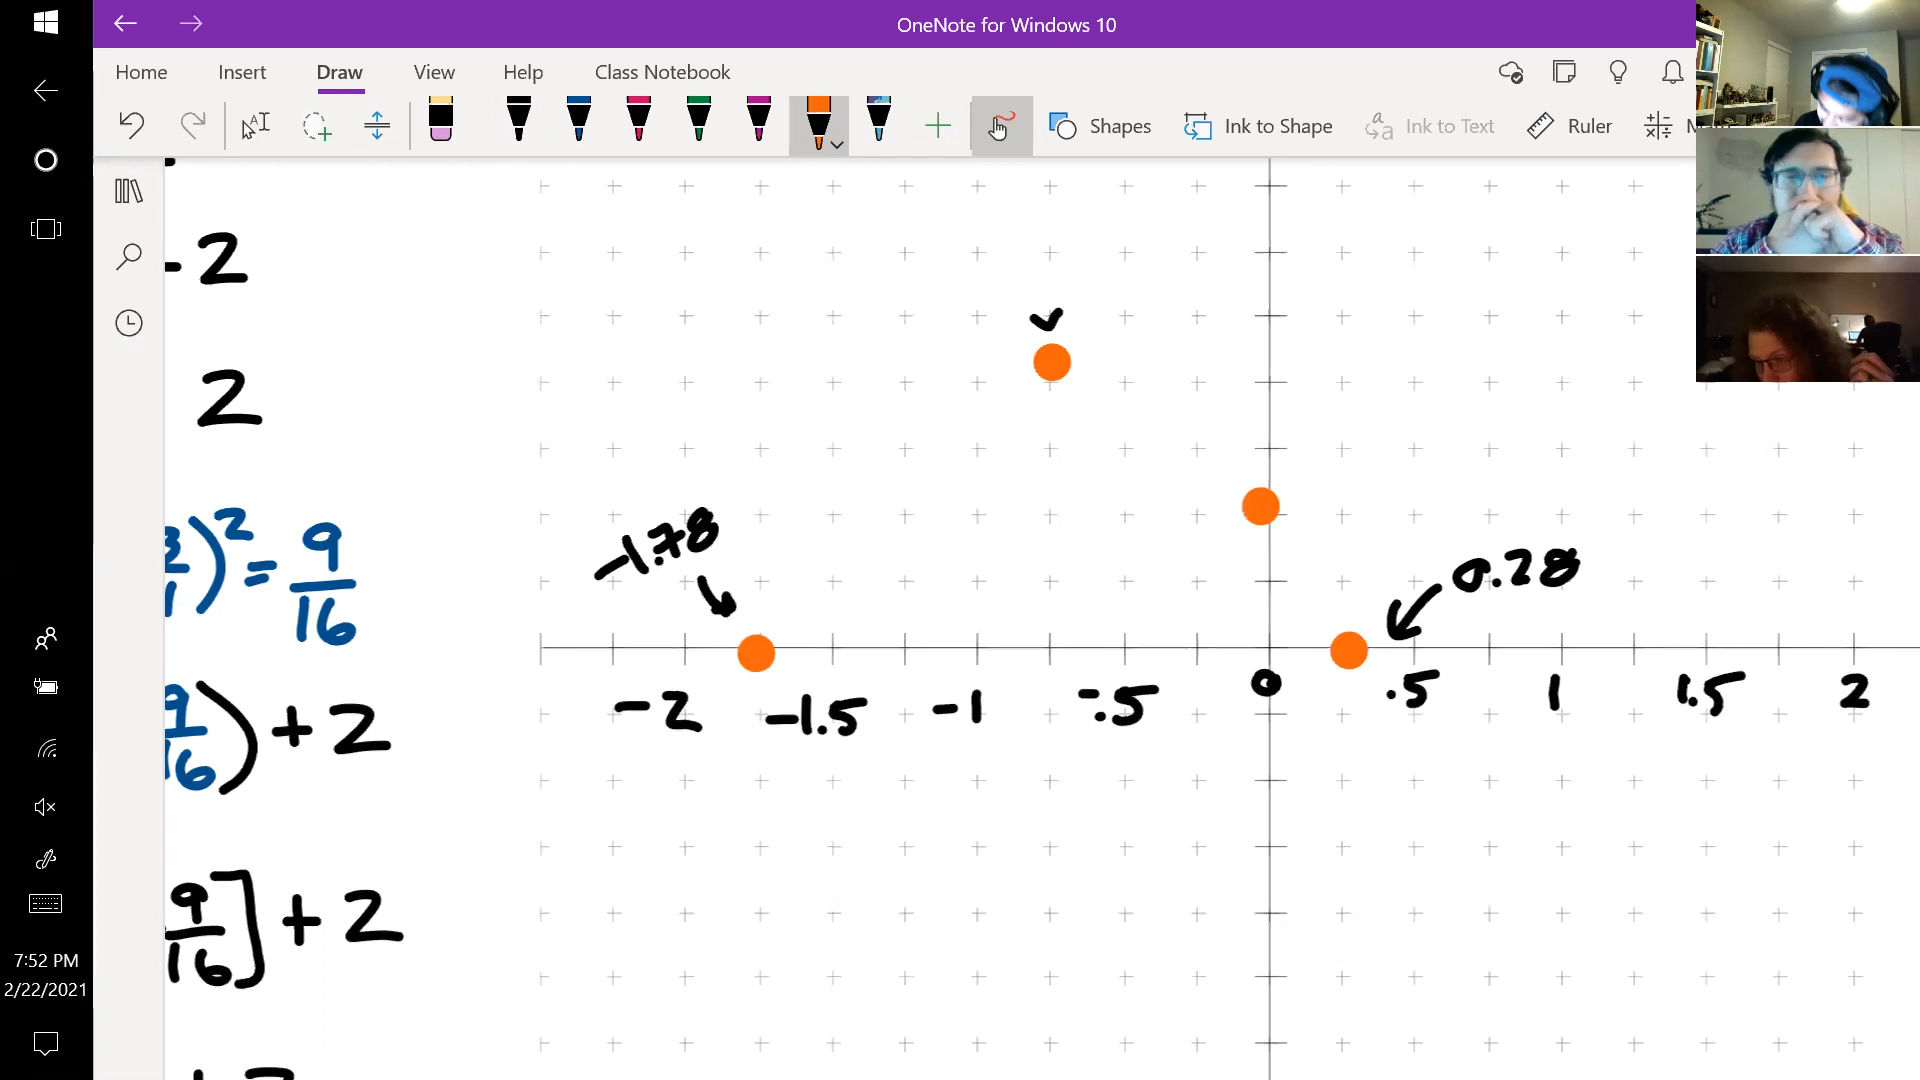 OneNote for Windows 10
Home Insert Draw View Help Class Notebook
Shapes Ink to Shape Ink to Text Ruler
- 2
2
)² = 9/16
9/16) + 2
9/16] + 2
v
-1.78
0.28
-2 -1.5 -1 -.5 0 .5 1 1.5 2
7:52 PM
2/22/2021